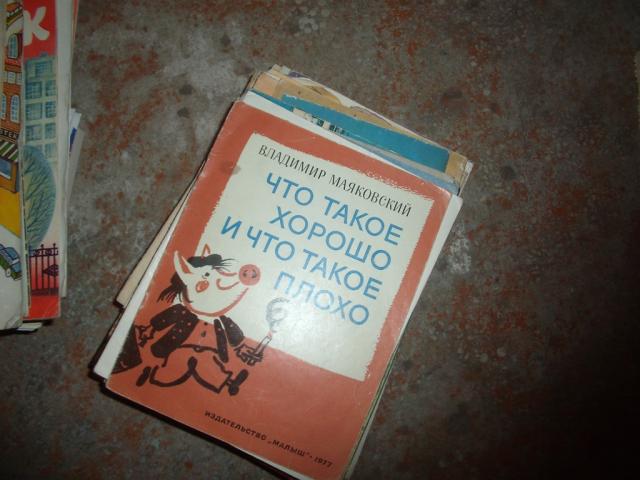 К
ВЛАДИМИР МАЯКОВСКИЙ
ЧТО ТАКОЕ
ХОРОШО
И ЧТО ТАКОЕ
ПЛОХО
ИЗДАТЕЛЬСТВО „МАЛЫШ" · 1977